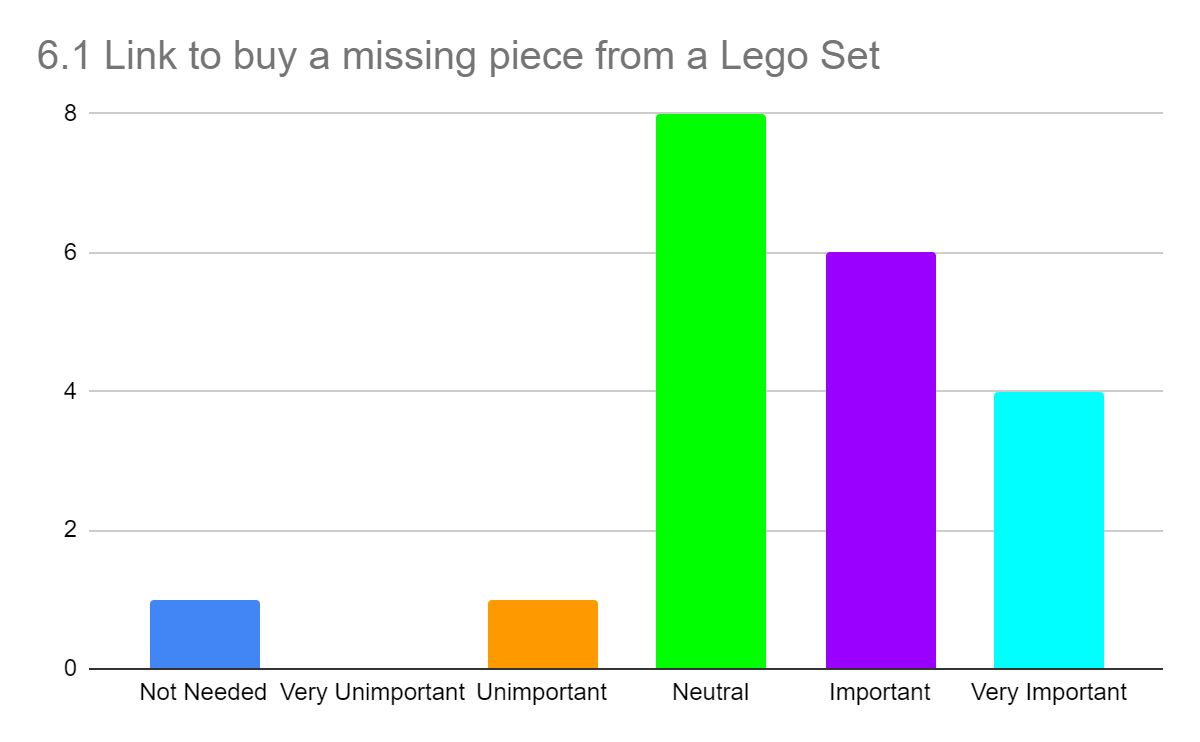 6.1 Link to buy a missing piece from a Lego Set
8
6
4
2
0
Not Needed Very Unimportant Unimportant Neutral Important Very Important